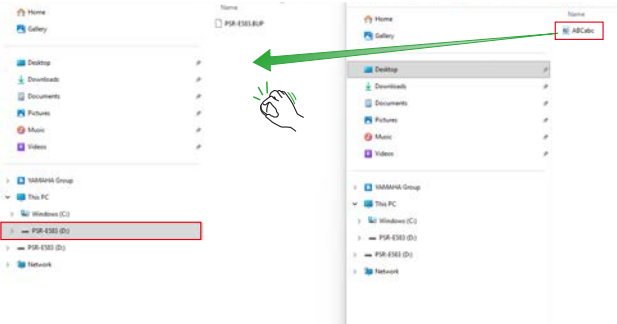 Name
Home
Gallery
PSR-E583.BUP
Desktop
Downloads
Documents
Pictures
Music
Videos
YAMAHA Group
This PC
Windows (C:)
PSR-E583 (D:)
PSR-E583 (D:)
Network
Name
Home
ABCabc
Gallery
Desktop
Downloads
Documents
Pictures
Music
Videos
YAMAHA Group
This PC
Windows (C:)
PSR-E583 (D:)
PSR-E583 (D:)
Network